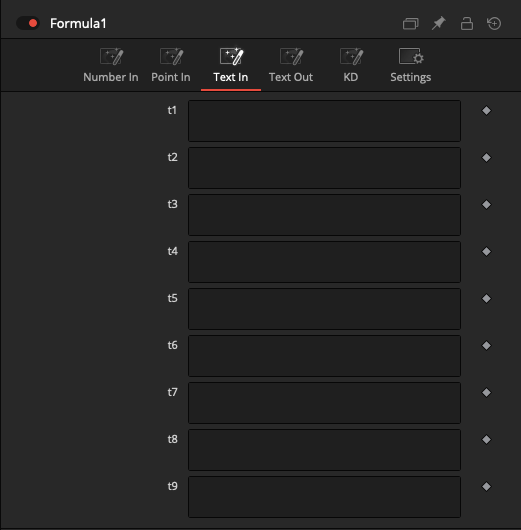 Formula1
Number In Point In Text In Text Out KD Settings
t1
t2
t3
t4
t5
t6
t7
t8
t9